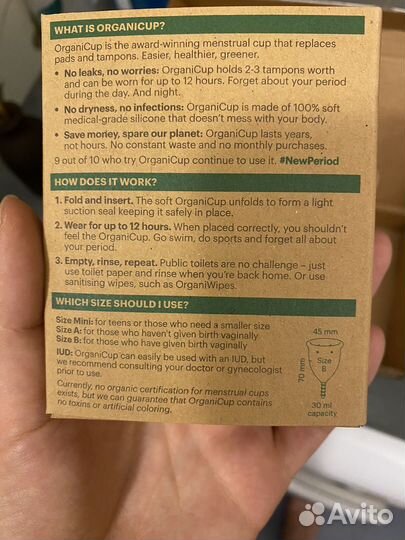 WHAT IS ORGANICUP?
OrganiCup is the award-winning menstrual cup that replaces
pads and tampons. Easier, healthier, greener.
• No leaks, no worries: OrganiCup holds 2-3 tampons worth
and can be worn for up to 12 hours. Forget about your period
during the day. And night.
• No dryness, no infections: OrganiCup is made of 100% soft
medical-grade silicone that doesn't mess with your body.
• Save money, spare our planet: OrganiCup lasts years,
not hours. No constant waste and no monthly purchases.
9 out of 10 who try OrganiCup continue to use it. #NewPeriod
HOW DOES IT WORK?
1. Fold and insert. The soft OrganiCup unfolds to form a light
suction seal keeping it safely in place.
2. Wear for up to 12 hours. When placed correctly, you shouldn't
feel the OrganiCup. Go swim, do sports and forget all about
your period.
3. Empty, rinse, repeat. Public toilets are no challenge – just
use toilet paper and rinse when you're back home. Or use
sanitising wipes, such as OrganiWipes.
WHICH SIZE SHOULD I USE?
Size Mini: for teens or those who need a smaller size
Size A: for those who haven't given birth vaginally
Size B: for those who have given birth vaginally
IUD: OrganiCup can easily be used with an IUD, but
we recommend consulting your doctor or gynecologist
prior to use.
Currently, no organic certification for menstrual cups
exists, but we can guarantee that OrganiCup contains
no toxins or artificial coloring.
45 mm
70 mm
Size
B
30 ml
capacity
Avito